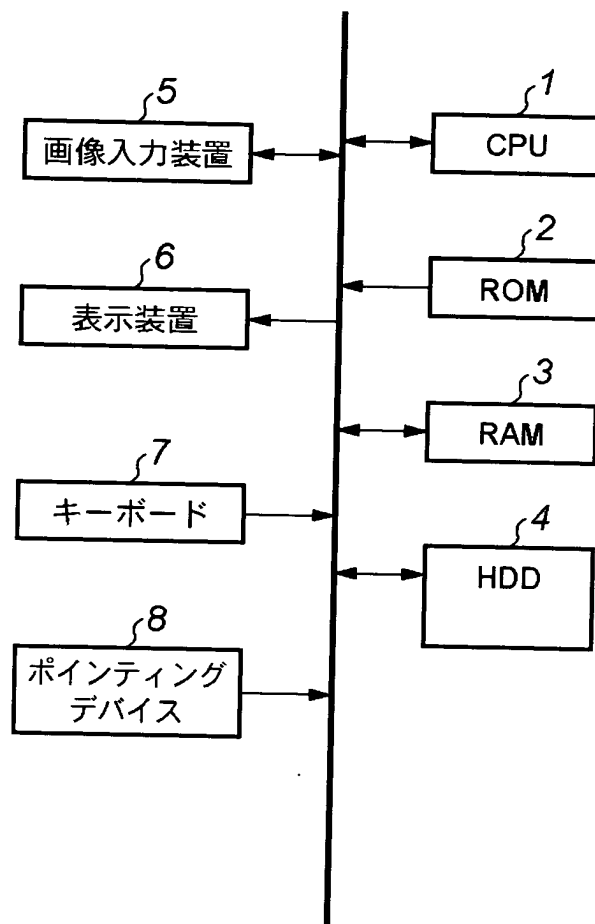 5
画像入力装置
6
表示装置
7
キーボード
8
ポインティング
デバイス
1
CPU
2
ROM
3
RAM
4
HDD